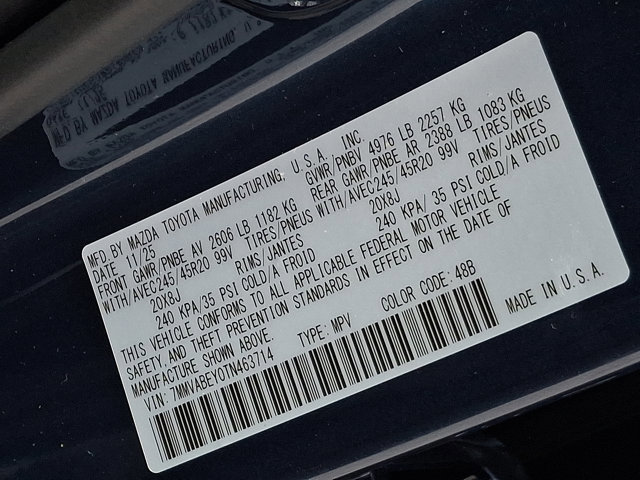 MFD. BY MAZDA TOYOTA MANUFACTURING, U.S.A. INC
DATE 11/25 GVWR/PNBV 4976 LB 2257 KG
FRONT GAWR/PNBE AV 2606 LB 1182 KG REAR GAWR/PNBE AR 2388 LB 1083 KG
WITH/AVEC245/45R20 99V TIRES/PNEUS WITH/AVEC245/45R20 99V TIRES/PNEUS
20X8J RIMS/JANTES 20X8J RIMS/JANTES
240 KPA/35 PSI COLD/A FROID 240 KPA/ 35 PSI COLD/A FROID
THIS VEHICLE CONFORMS TO ALL APPLICABLE FEDERAL MOTOR VEHICLE
SAFETY AND THEFT PREVENTION STANDARDS IN EFFECT ON THE DATE OF
MANUFACTURE SHOWN ABOVE.
VIN: 7MMVABEY0TN463714 TYPE: MPV COLOR CODE: 48B
MADE IN U.S.A.